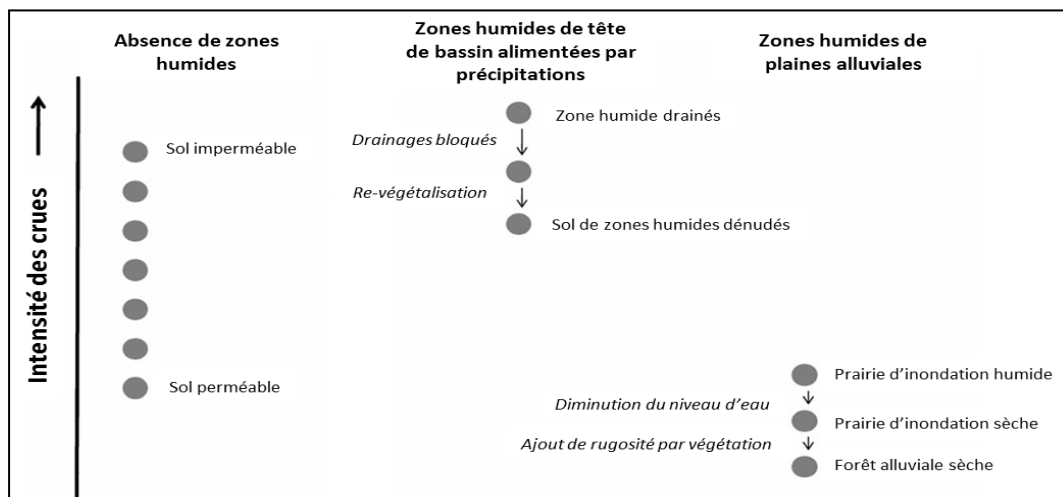 Absence de zones
humides
Zones humides de tête
de bassin alimentées par
précipitations
Zones humides de
plaines alluviales
Intensité des crues
Sol imperméable
Sol perméable
Zone humide drainés
Drainages bloqués
Re-végétalisation
Sol de zones humides dénudés
Prairie d’inondation humide
Diminution du niveau d’eau
Prairie d’inondation sèche
Ajout de rugosité par végétation
Forêt alluviale sèche